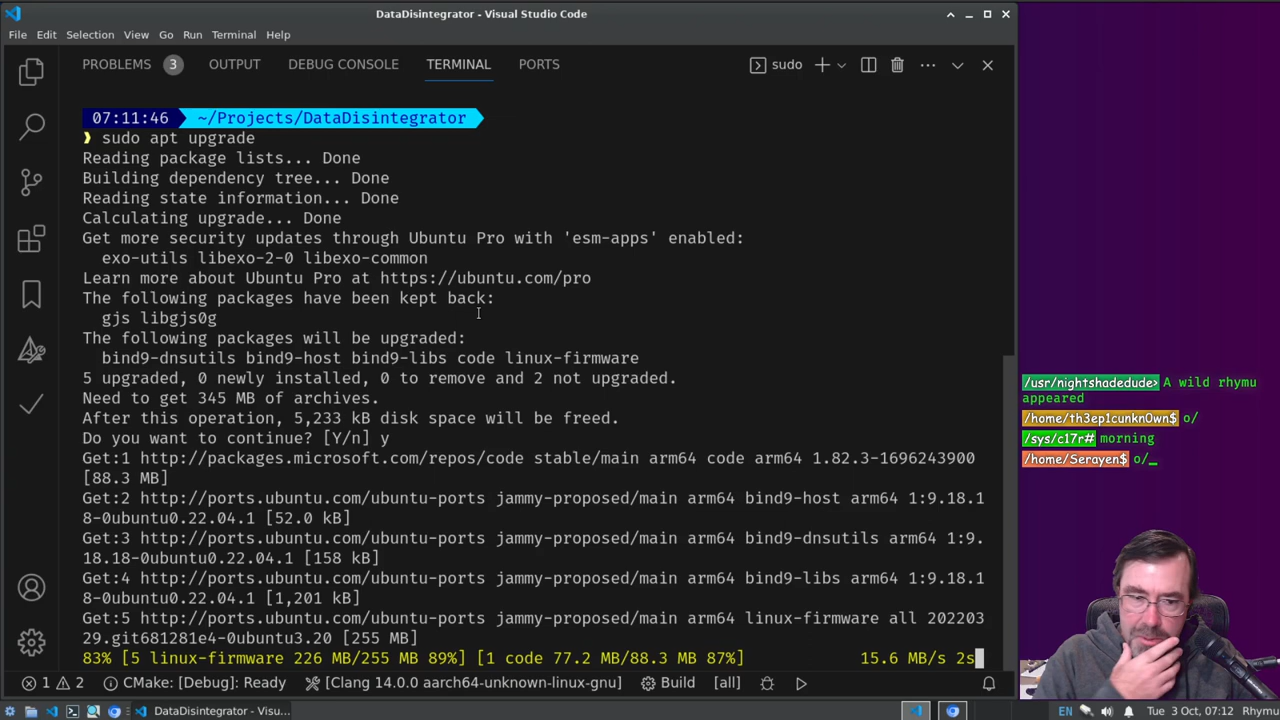 DataDisintegrator - Visual Studio Code
File Edit Selection View Go Run Terminal Help
PROBLEMS 3 OUTPUT DEBUG CONSOLE TERMINAL PORTS sudo
07:11:46 ~/Projects/DataDisintegrator
❯ sudo apt upgrade
Reading package lists... Done
Building dependency tree... Done
Reading state information... Done
Calculating upgrade... Done
Get more security updates through Ubuntu Pro with 'esm-apps' enabled:
exo-utils libexo-2-0 libexo-common
Learn more about Ubuntu Pro at https://ubuntu.com/pro
The following packages have been kept back:
gjs libgjs0g
The following packages will be upgraded:
bind9-dnsutils bind9-host bind9-libs code linux-firmware
5 upgraded, 0 newly installed, 0 to remove and 2 not upgraded.
Need to get 345 MB of archives.
After this operation, 5,233 kB disk space will be freed.
Do you want to continue? [Y/n] y
Get:1 http://packages.microsoft.com/repos/code stable/main arm64 code arm64 1.82.3-1696243900
[88.3 MB]
Get:2 http://ports.ubuntu.com/ubuntu-ports jammy-proposed/main arm64 bind9-host arm64 1:9.18.1
8-0ubuntu0.22.04.1 [52.0 kB]
Get:3 http://ports.ubuntu.com/ubuntu-ports jammy-proposed/main arm64 bind9-dnsutils arm64 1:9.
18.18-0ubuntu0.22.04.1 [158 kB]
Get:4 http://ports.ubuntu.com/ubuntu-ports jammy-proposed/main arm64 bind9-libs arm64 1:9.18.1
8-0ubuntu0.22.04.1 [1,201 kB]
Get:5 http://ports.ubuntu.com/ubuntu-ports jammy-proposed/main arm64 linux-firmware all 202203
29.git681281e4-0ubuntu3.20 [255 MB]
83% [5 linux-firmware 226 MB/255 MB 89%] [1 code 77.2 MB/88.3 MB 87%] 15.6 MB/s 2s
1 2 CMake: [Debug]: Ready [Clang 14.0.0 aarch64-unknown-linux-gnu] Build [all]
DataDisintegrator - Visu...
/usr/nightshadedude> A wild rhymu
appeared
/home/th3ep1cunkn0wn$ o/
/sys/c17r# morning
/home/Serayen$ o/_
EN Tue 3 Oct, 07:12 Rhymu